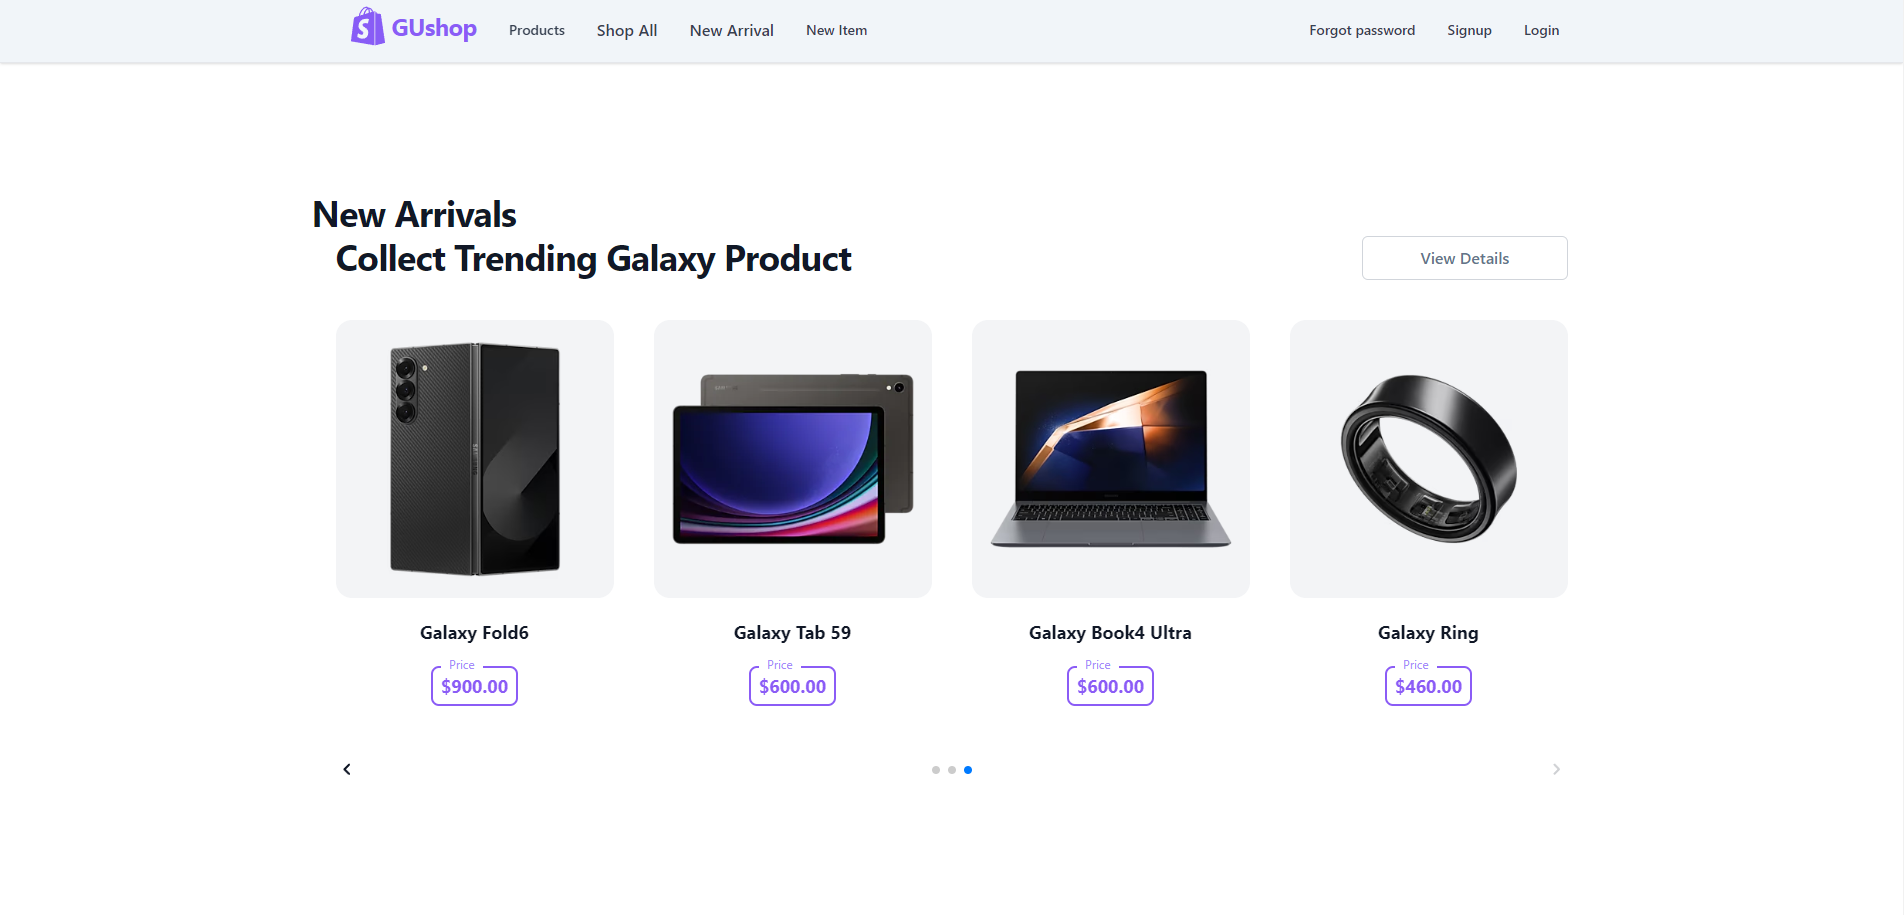 GUshop Products Shop All New Arrival New Item Forgot password Signup Login
New Arrivals
Collect Trending Galaxy Product
View Details
Galaxy Fold6 Galaxy Tab 59 Galaxy Book4 Ultra Galaxy Ring
Price Price Price Price
$900.00 $600.00 $600.00 $460.00